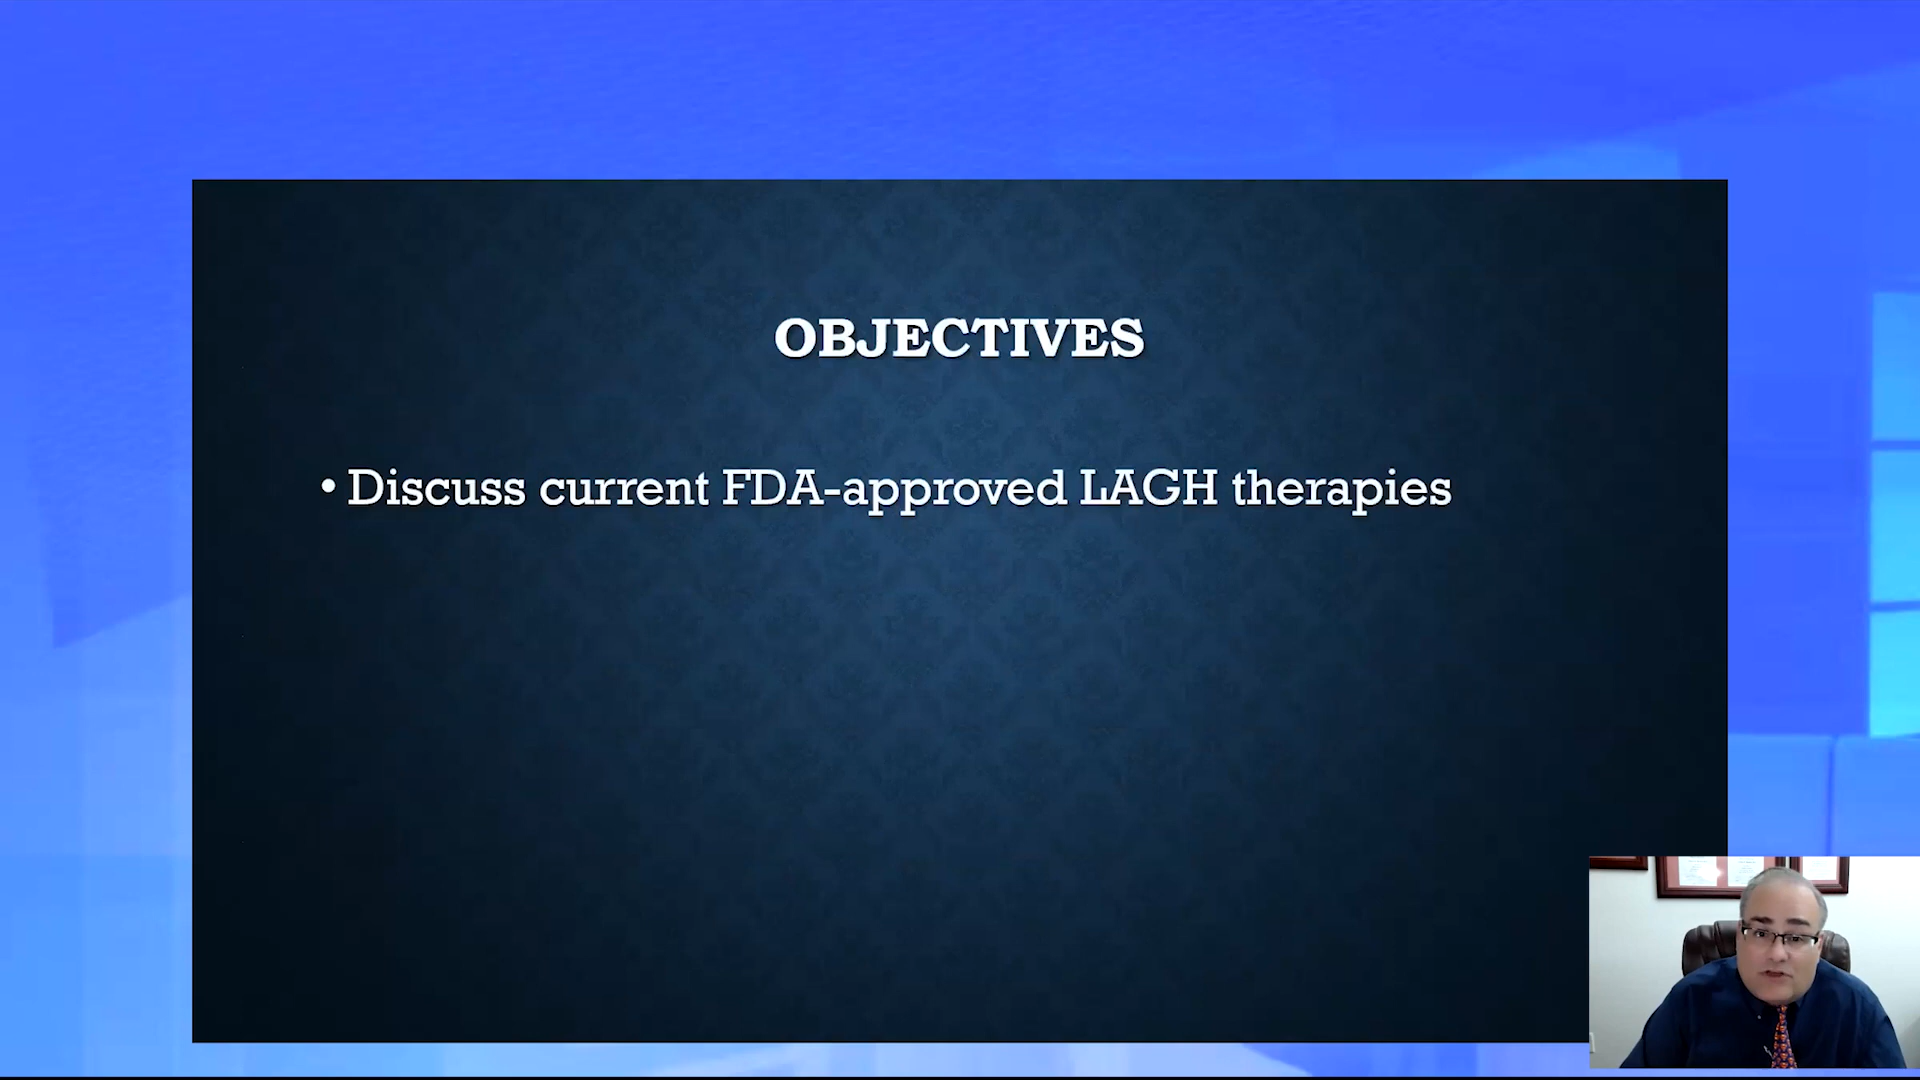 OBJECTIVES
• Discuss current FDA-approved LAGH therapies